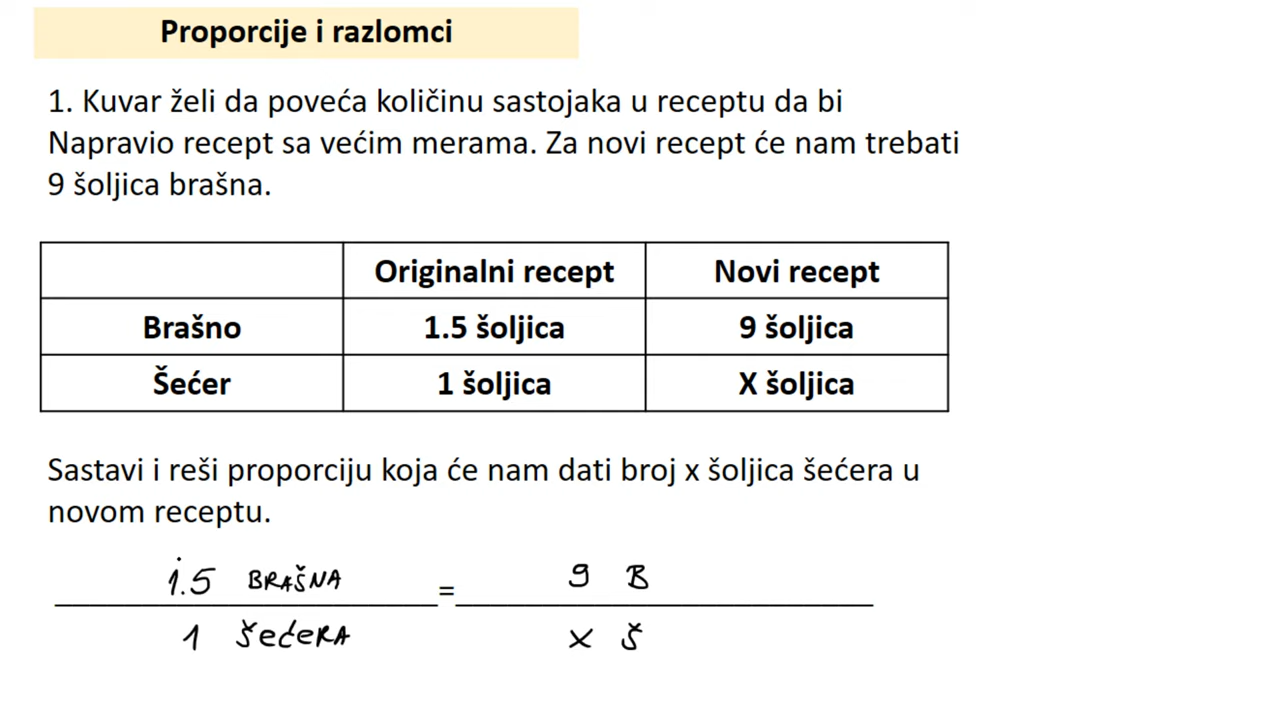 Proporcije i razlomci
1. Kuvar želi da poveća količinu sastojaka u receptu da bi
Napravio recept sa većim merama. Za novi recept će nam trebati
9 šoljica brašna.
Originalni recept Novi recept
Brašno 1.5 šoljica 9 šoljica
Šećer 1 šoljica X šoljica
Sastavi i reši proporciju koja će nam dati broj x šoljica šećera u
novom receptu.
1.5 BRAŠNA = 9 B
1 ŠEĆERA x Š